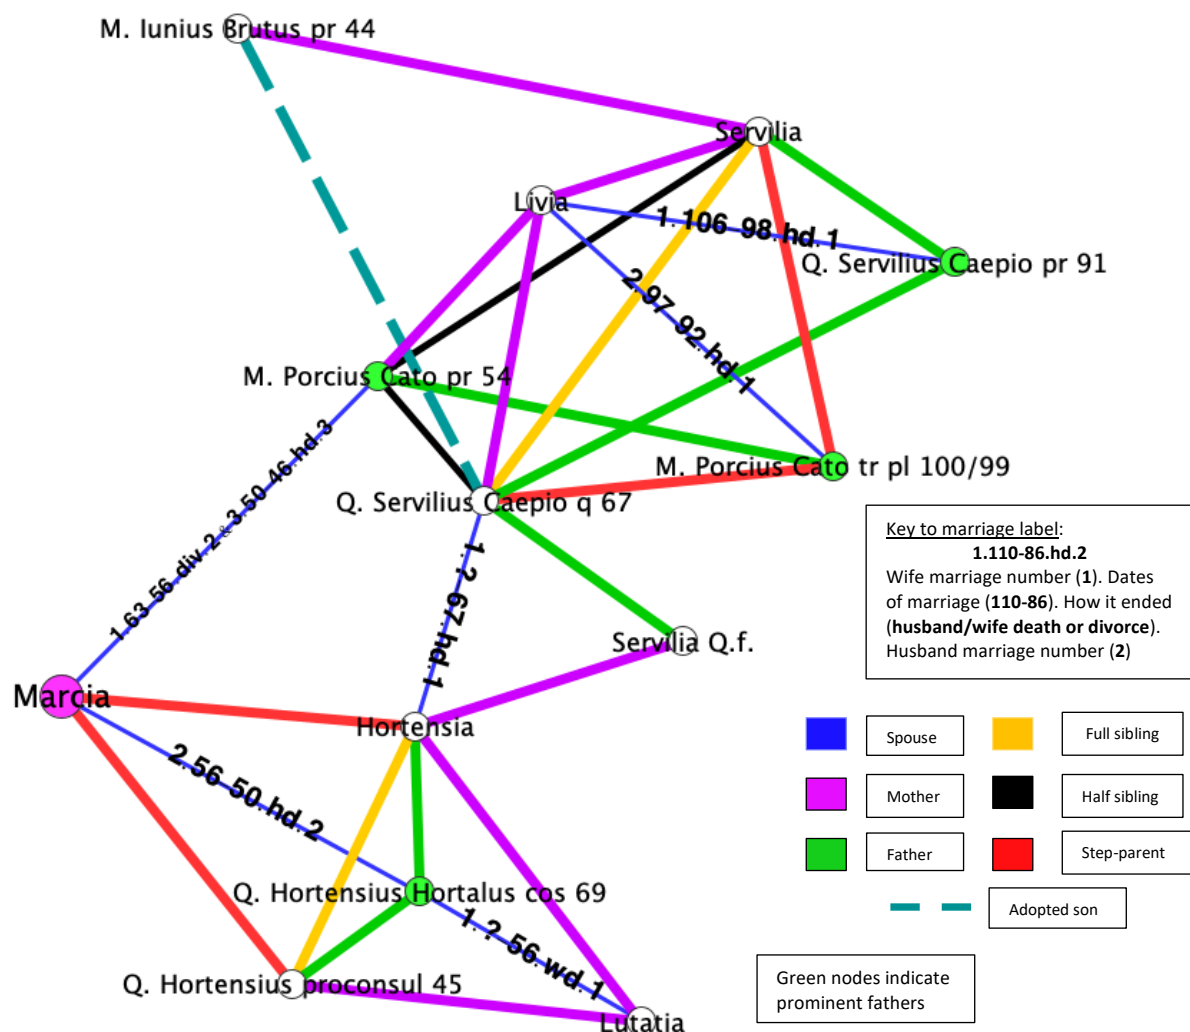 M. Iunius Brutus pr 44
Servilia
Livia
1.106-98.hd.1
Q. Servilius Caepio pr 91
2.97-92.hd.1
M. Porcius Cato pr 54
M. Porcius Cato tr pl 100/99
1.63-56.div.2 & 3.50-46.hd.3
Q. Servilius Caepio q 67
1.?-67.hd.1
Servilia Q.f.
Marcia
Hortensia
2.56-50.hd.2
Q. Hortensius Hortalus cos 69
1.?-56.wd.1
Q. Hortensius proconsul 45
Lutatia
Key to marriage label:
1.110-86.hd.2
Wife marriage number (1). Dates
of marriage (110-86). How it ended
(husband/wife death or divorce).
Husband marriage number (2)
Spouse
Full sibling
Mother
Half sibling
Father
Step-parent
Adopted son
Green nodes indicate
prominent fathers